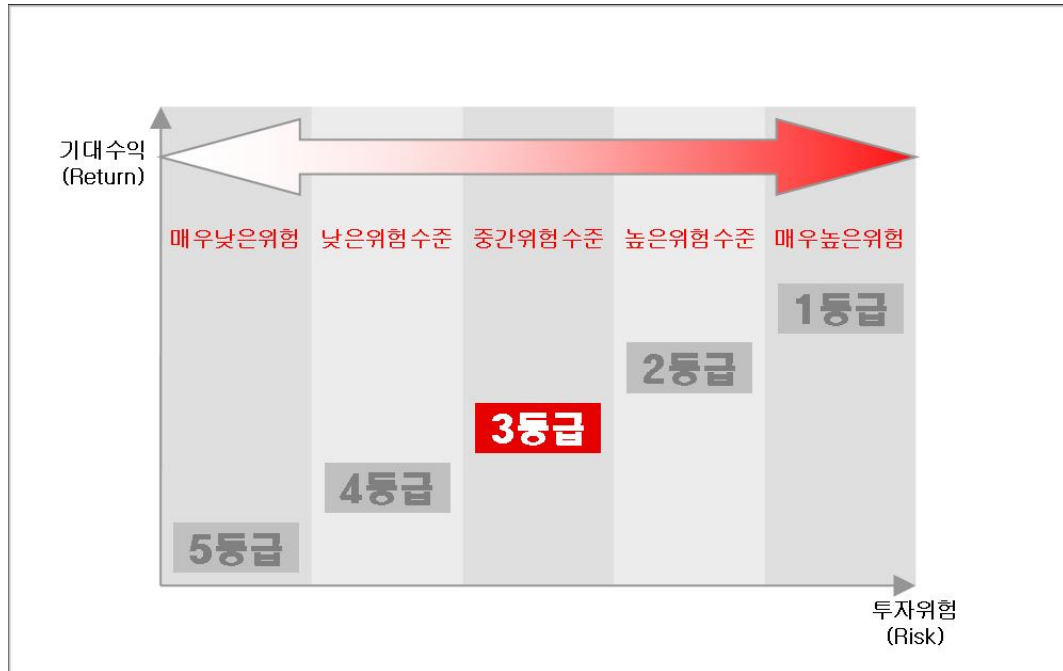 기대수익
(Return)
매우낮은위험 낮은위험수준 중간위험수준 높은위험수준 매우높은위험
1등급
2등급
3등급
4등급
5등급
투자위험
(Risk)